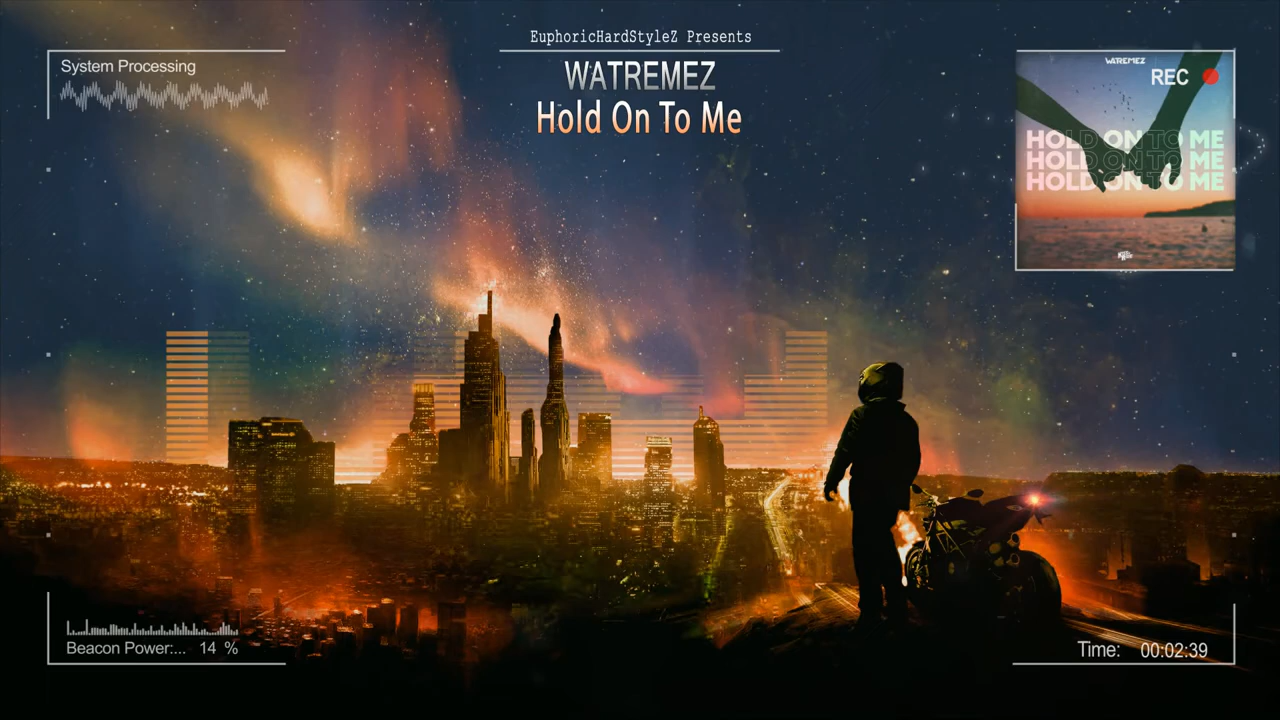 EuphoricHardStyleZ Presents
WATREMEZ
Hold On To Me
System Processing
WATREMEZ
REC
HOLD ON TO ME
HOLD ON TO ME
HOLD ON TO ME
Beacon Power:... 14 %
Time: 00:02:39